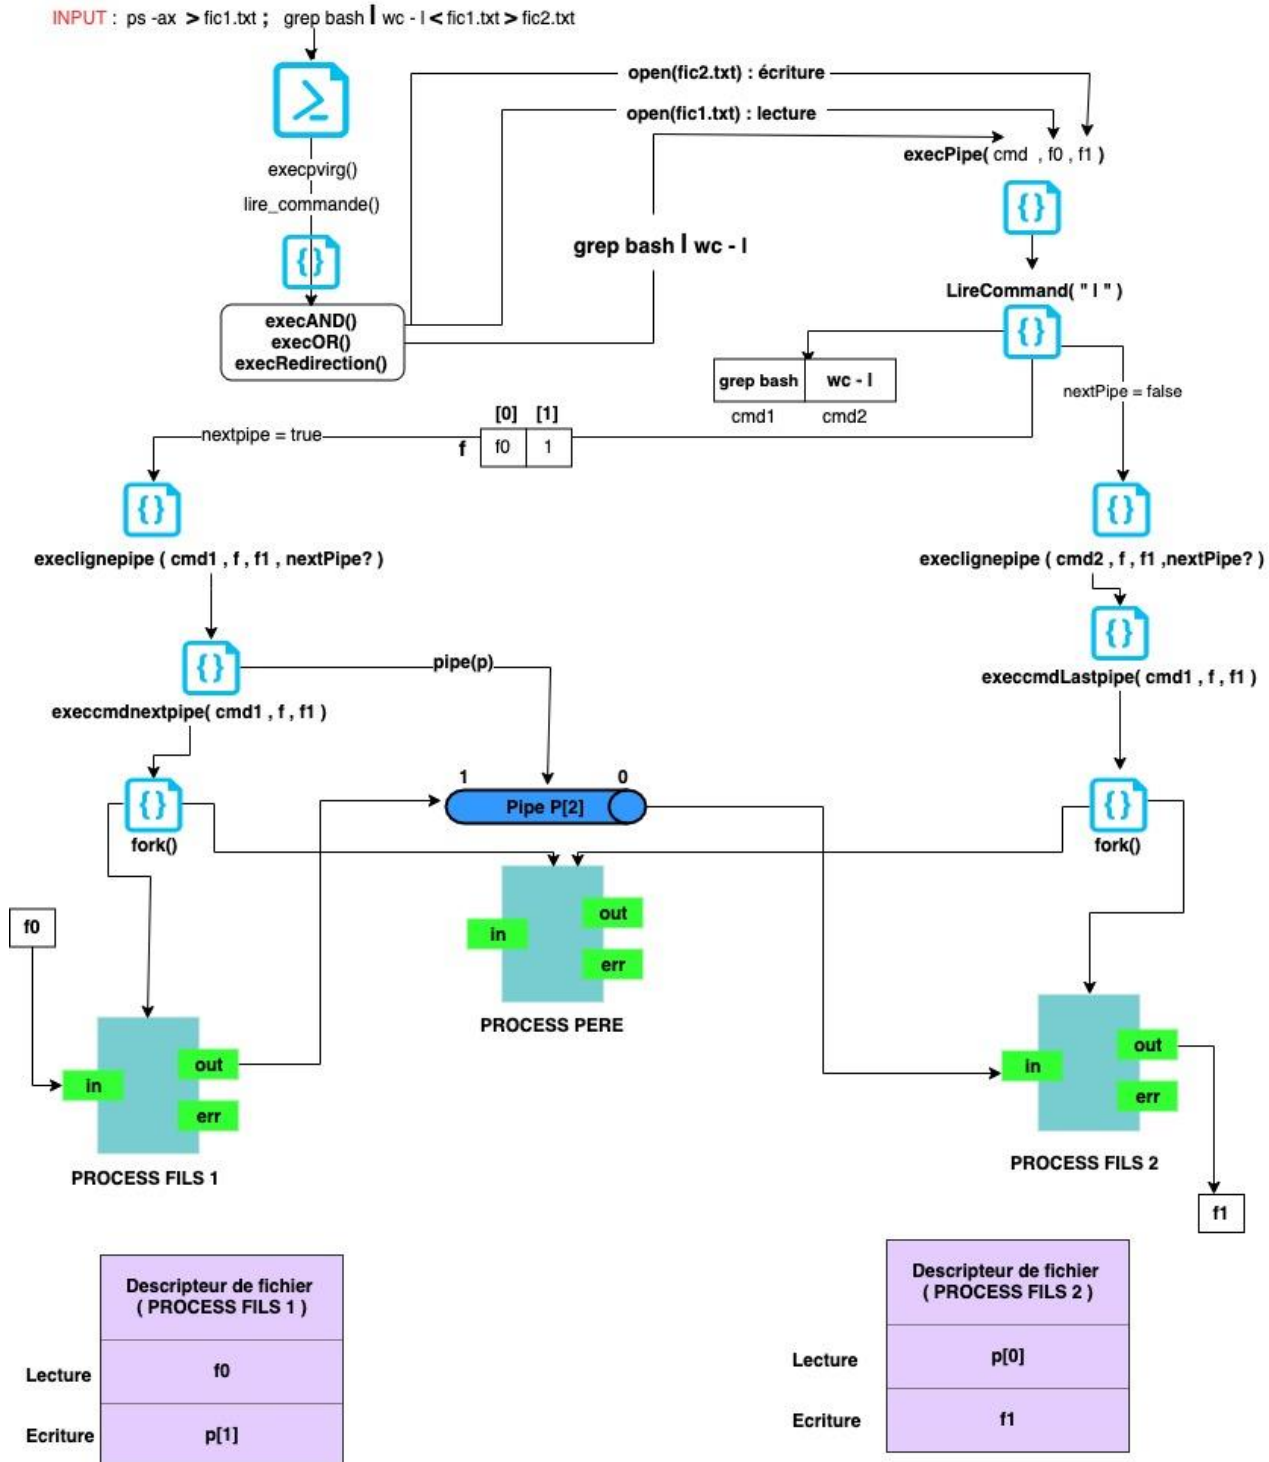 INPUT : ps -ax > fic1.txt ; grep bash | wc - l < fic1.txt > fic2.txt
open(fic2.txt) : écriture
open(fic1.txt) : lecture
execPipe( cmd , f0 , f1 )
execpvirg()
lire_commande()
grep bash | wc - l
LireCommand( " I " )
execAND()
execOR()
execRedirection()
grep bash
wc - l
cmd1
cmd2
nextPipe = false
[0] [1]
nextpipe = true
f
f0
1
execlignepipe ( cmd1 , f , f1 , nextPipe? )
execlignepipe ( cmd2 , f , f1 ,nextPipe? )
pipe(p)
execcmdnextpipe( cmd1 , f , f1 )
execcmdLastpipe( cmd1 , f , f1 )
1
0
Pipe P[2]
fork()
fork()
f0
in
out
err
PROCESS PERE
in
out
err
PROCESS FILS 1
in
out
err
PROCESS FILS 2
f1
Descripteur de fichier
( PROCESS FILS 1 )
Lecture
f0
Ecriture
p[1]
Descripteur de fichier
( PROCESS FILS 2 )
Lecture
p[0]
Ecriture
f1